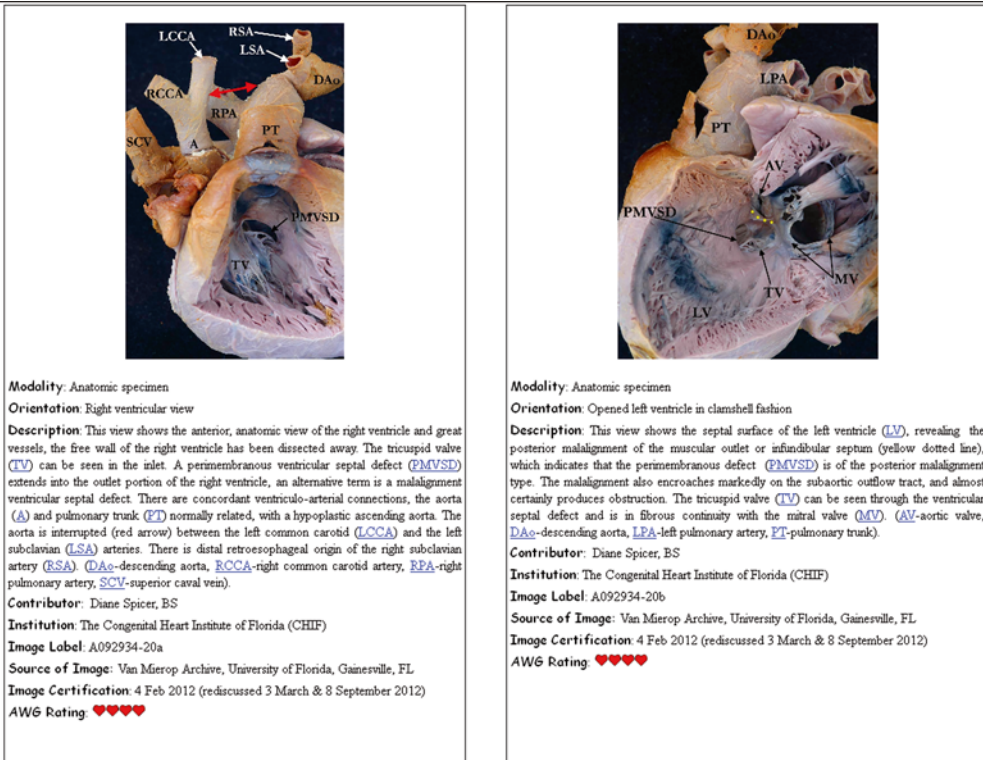 LCCA
RSA
LSA
DAo
RCCA
RPA
PT
SCV
A
PMVSD
TV
Modality: Anatomic specimen
Orientation: Right ventricular view
Description: This view shows the anterior, anatomic view of the right ventricle and great
vessels, the free wall of the right ventricle has been dissected away. The tricuspid valve
(TV) can be seen in the inlet. A perimembranous ventricular septal defect (PMVSD)
extends into the outlet portion of the right ventricle, an alternative term is a malalignment
ventricular septal defect. There are concordant ventriculo-arterial connections, the aorta
(A) and pulmonary trunk (PT) normally related, with a hypoplastic ascending aorta. The
aorta is interrupted (red arrow) between the left common carotid (LCCA) and the left
subclavian (LSA) arteries. There is distal retroesophageal origin of the right subclavian
artery (RSA). (DAo-descending aorta, RCCA-right common carotid artery, RPA-right
pulmonary artery, SCV-superior caval vein).
Contributor: Diane Spicer, BS
Institution: The Congenital Heart Institute of Florida (CHIF)
Image Label: A092934-20a
Source of Image: Van Mierop Archive, University of Florida, Gainesville, FL
Image Certification: 4 Feb 2012 (rediscussed 3 March & 8 September 2012)
AWG Rating:
DAo
LPA
PT
AV
PMVSD
MV
TV
LV
Modality: Anatomic specimen
Orientation: Opened left ventricle in clamshell fashion
Description: This view shows the septal surface of the left ventricle (LV), revealing the
posterior malalignment of the muscular outlet or infundibular septum (yellow dotted line),
which indicates that the perimembranous defect (PMVSD) is of the posterior malalignment
type. The malalignment also encroaches markedly on the subaortic outflow tract, and almost
certainly produces obstruction. The tricuspid valve (TV) can be seen through the ventricular
septal defect and is in fibrous continuity with the mitral valve (MV). (AV-aortic valve,
DAo-descending aorta, LPA-left pulmonary artery, PT-pulmonary trunk).
Contributor: Diane Spicer, BS
Institution: The Congenital Heart Institute of Florida (CHIF)
Image Label: A092934-20b
Source of Image: Van Mierop Archive, University of Florida, Gainesville, FL
Image Certification: 4 Feb 2012 (rediscussed 3 March & 8 September 2012)
AWG Rating: